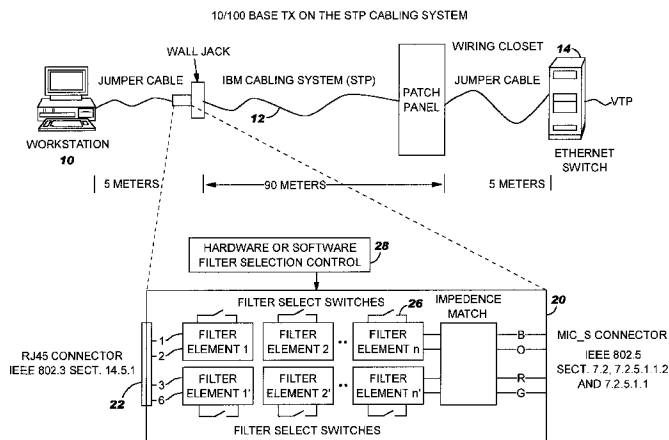 10/100 BASE TX ON THE STP CABLING SYSTEM
WALL JACK
WIRING CLOSET
14
JUMPER CABLE
IBM CABLING SYSTEM (STP)
JUMPER CABLE
PATCH
PANEL
VTP
12
WORKSTATION
10
ETHERNET
SWITCH
5 METERS
90 METERS
5 METERS
HARDWARE OR SOFTWARE
FILTER SELECTION CONTROL
28
FILTER SELECT SWITCHES
26
IMPEDENCE
MATCH
20
RJ45 CONNECTOR
IEEE 802.3 SECT. 14.5.1
22
1
2
3
6
FILTER
ELEMENT 1
FILTER
ELEMENT 2
..
FILTER
ELEMENT n
FILTER
ELEMENT 1'
FILTER
ELEMENT 2'
..
FILTER
ELEMENT n'
B
O
R
G
MIC_S CONNECTOR
IEEE 802.5
SECT. 7.2, 7.2.5.1.1.2
AND 7.2.5.1.1
FILTER SELECT SWITCHES